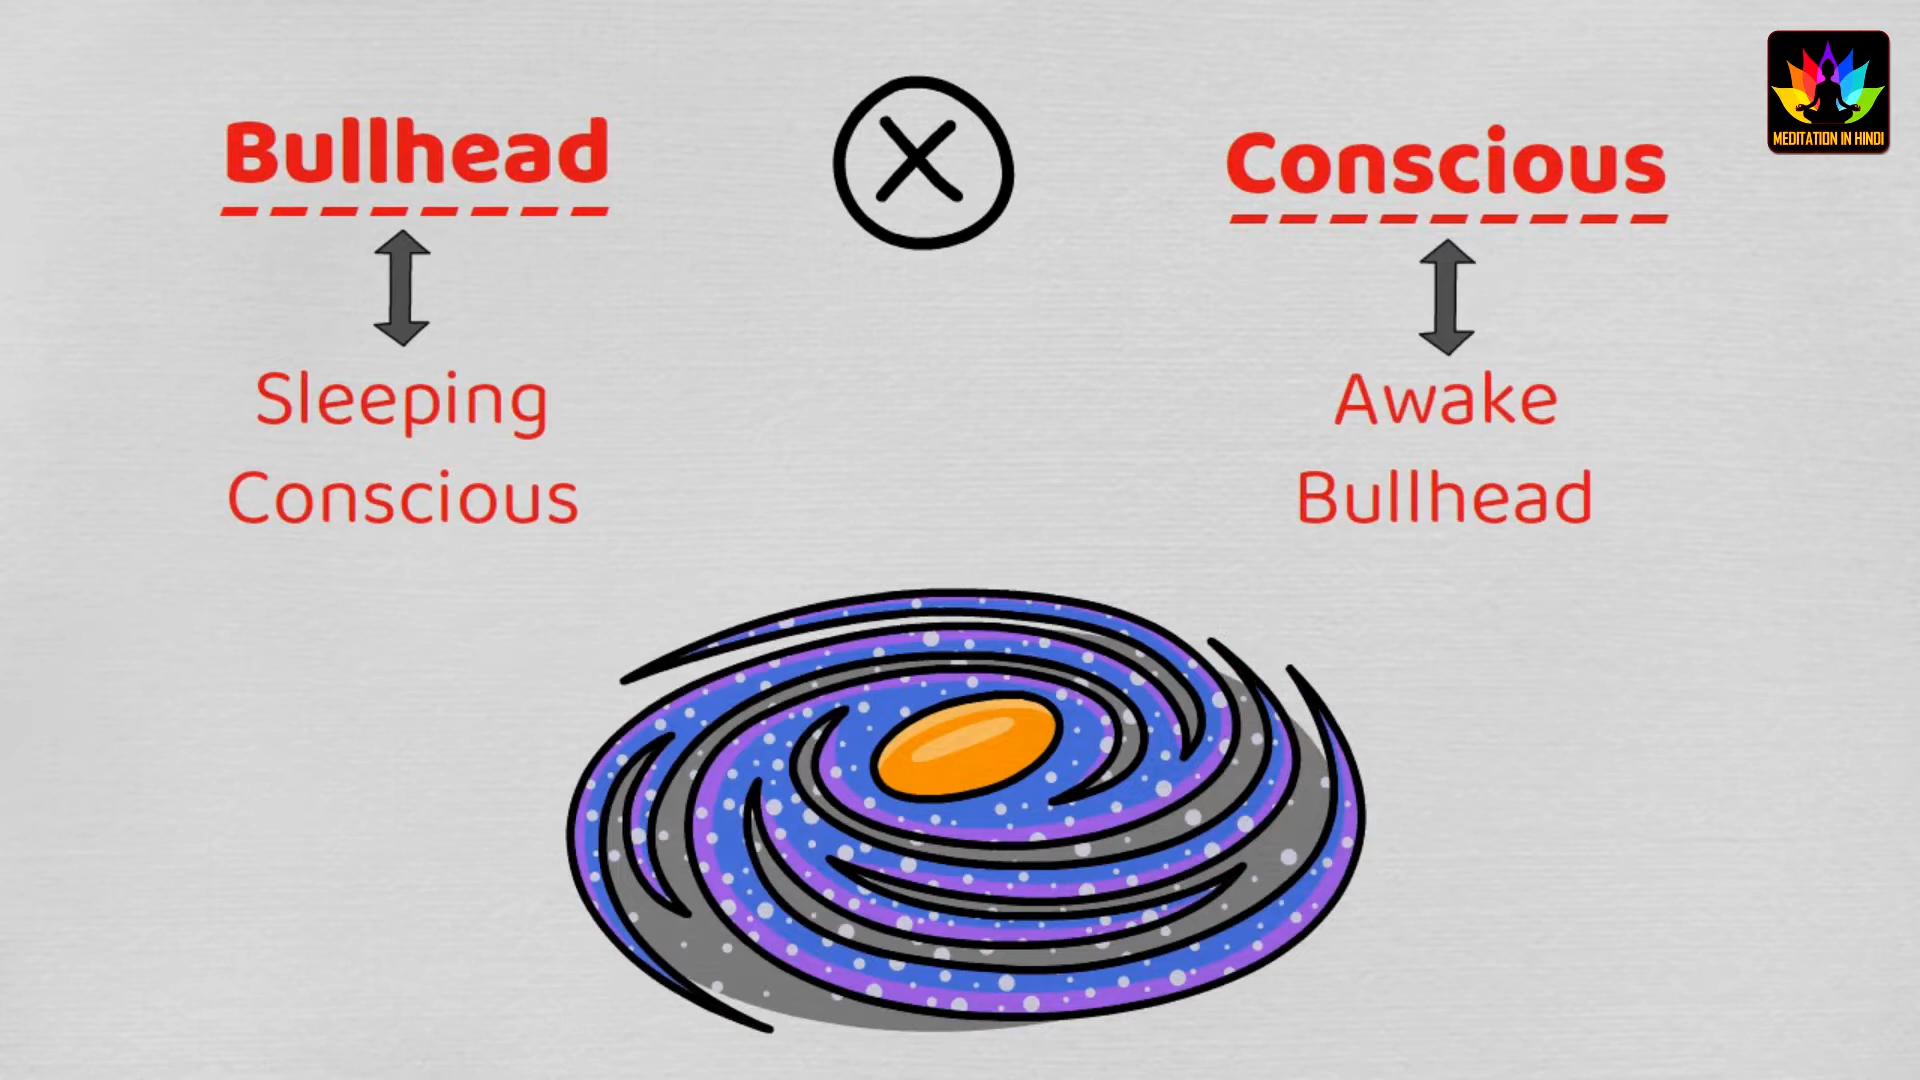 Bullhead
Conscious
Sleeping
Conscious
Awake
Bullhead
MEDITATION IN HINDI